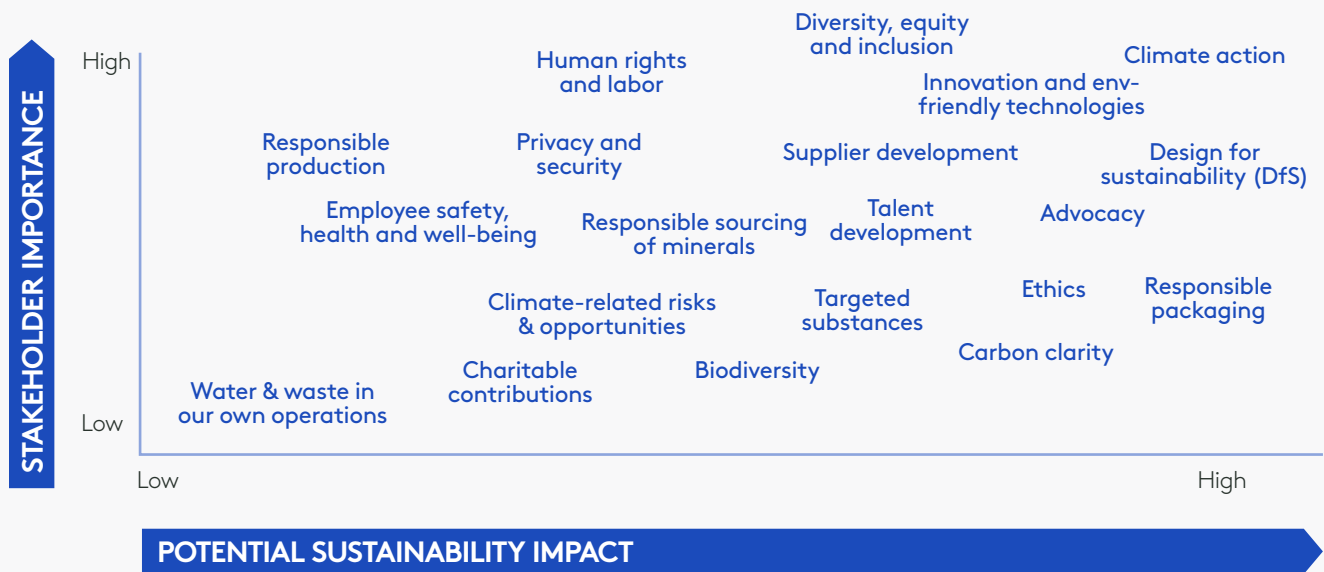 STAKEHOLDER IMPORTANCE
High
Low
Diversity, equity
and inclusion
Human rights
and labor
Climate action
Innovation and env-
friendly technologies
Responsible
production
Privacy and
security
Supplier development
Design for
sustainability (DfS)
Employee safety,
health and well-being
Responsible sourcing
of minerals
Talent
development
Advocacy
Climate-related risks
& opportunities
Targeted
substances
Ethics
Responsible
packaging
Carbon clarity
Biodiversity
Charitable
contributions
Water & waste in
our own operations
Low
High
POTENTIAL SUSTAINABILITY IMPACT